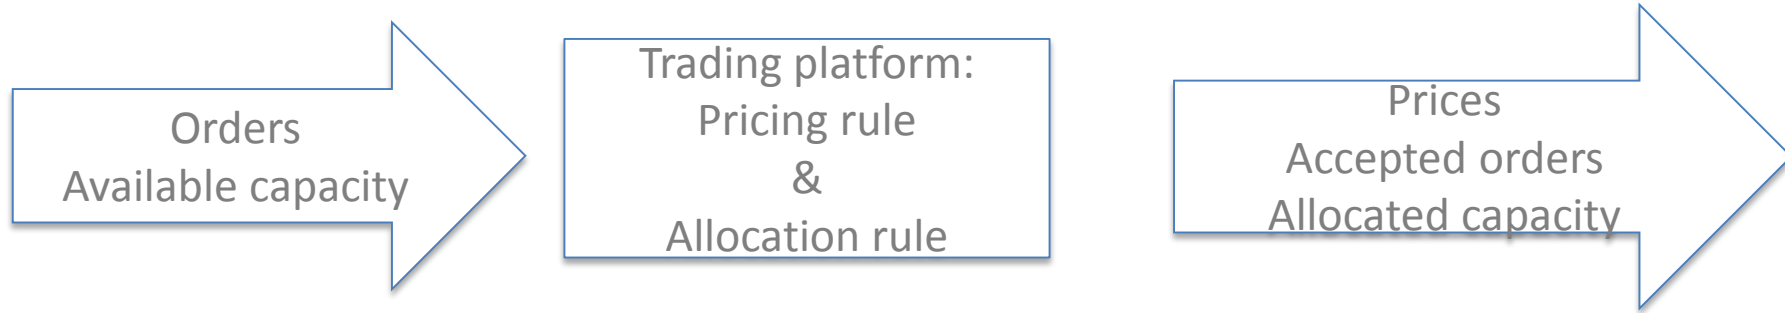 Orders
Available capacity
Trading platform:
Pricing rule
&
Allocation rule
Prices
Accepted orders
Allocated capacity